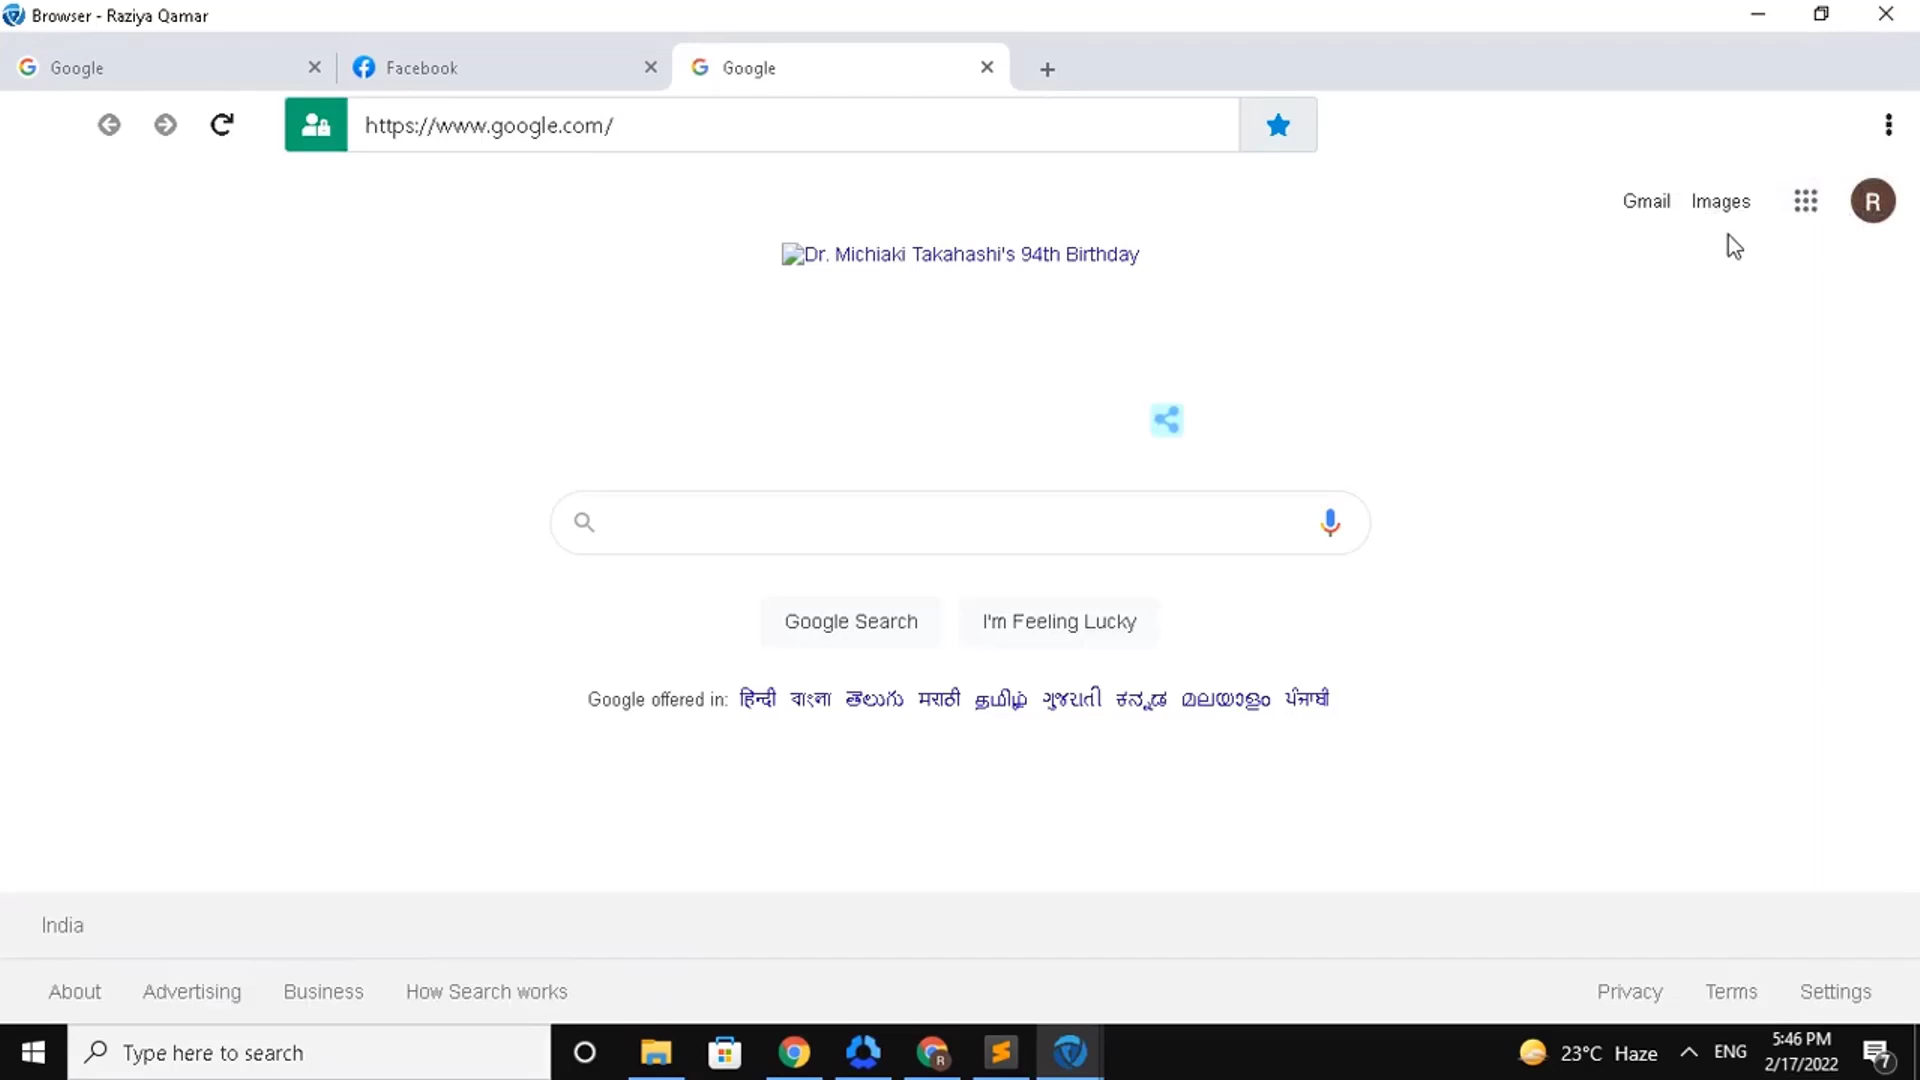 Browser - Raziya Qamar
Google
Facebook
Google
https://www.google.com/
Gmail Images R
Dr. Michiaki Takahashi's 94th Birthday
Google Search I'm Feeling Lucky
Google offered in: हिन्दी বাংলা తెలుగు मराठी தமிழ் ગુજરાતી ಕನ್ನಡ മലയാളം ਪੰਜਾਬੀ
India
About Advertising Business How Search works Privacy Terms Settings
Type here to search
R
23°C Haze
ENG
5:46 PM
2/17/2022
7